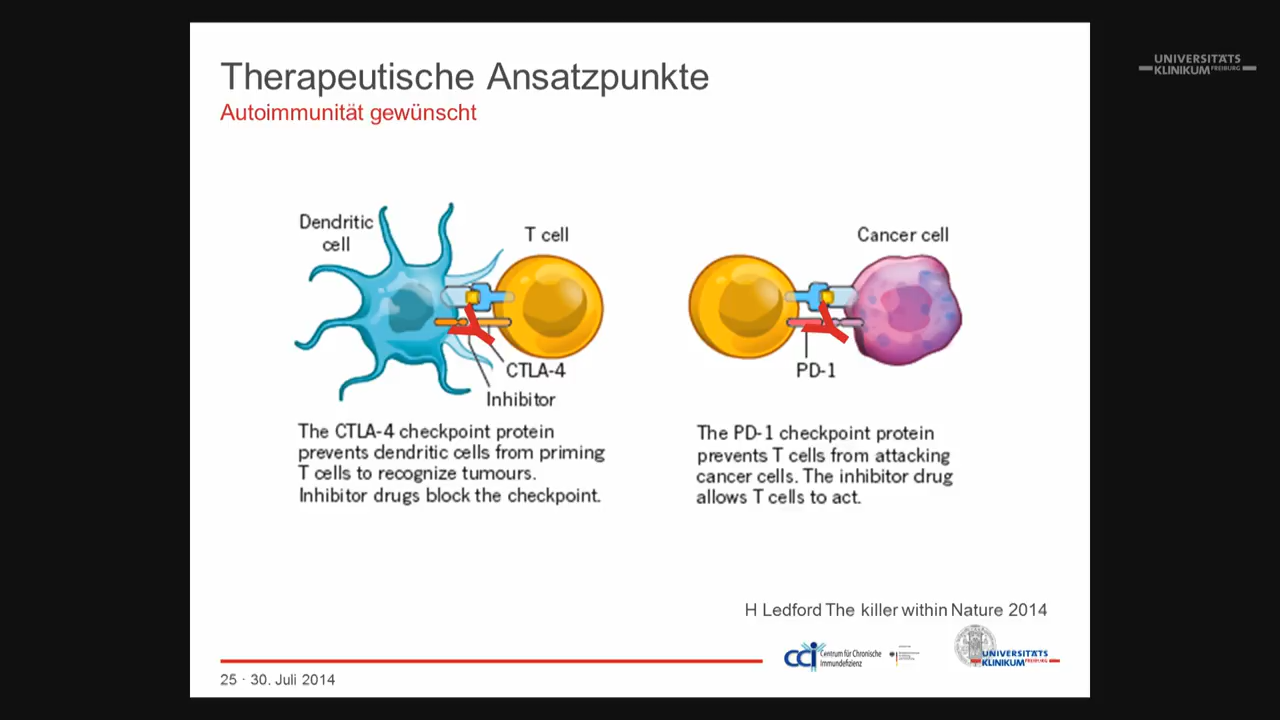 Therapeutische Ansatzpunkte
Autoimmunität gewünscht
UNIVERSITÄTS
KLINIKUM FREIBURG
Dendritic
cell
T cell
CTLA-4
Inhibitor
The CTLA-4 checkpoint protein
prevents dendritic cells from priming
T cells to recognize tumours.
Inhibitor drugs block the checkpoint.
Cancer cell
PD-1
The PD-1 checkpoint protein
prevents T cells from attacking
cancer cells. The inhibitor drug
allows T cells to act.
H Ledford The killer within Nature 2014
cci Centrum für Chronische
Immundefizienz
UNIVERSITÄTS
KLINIKUM FREIBURG
25 · 30. Juli 2014